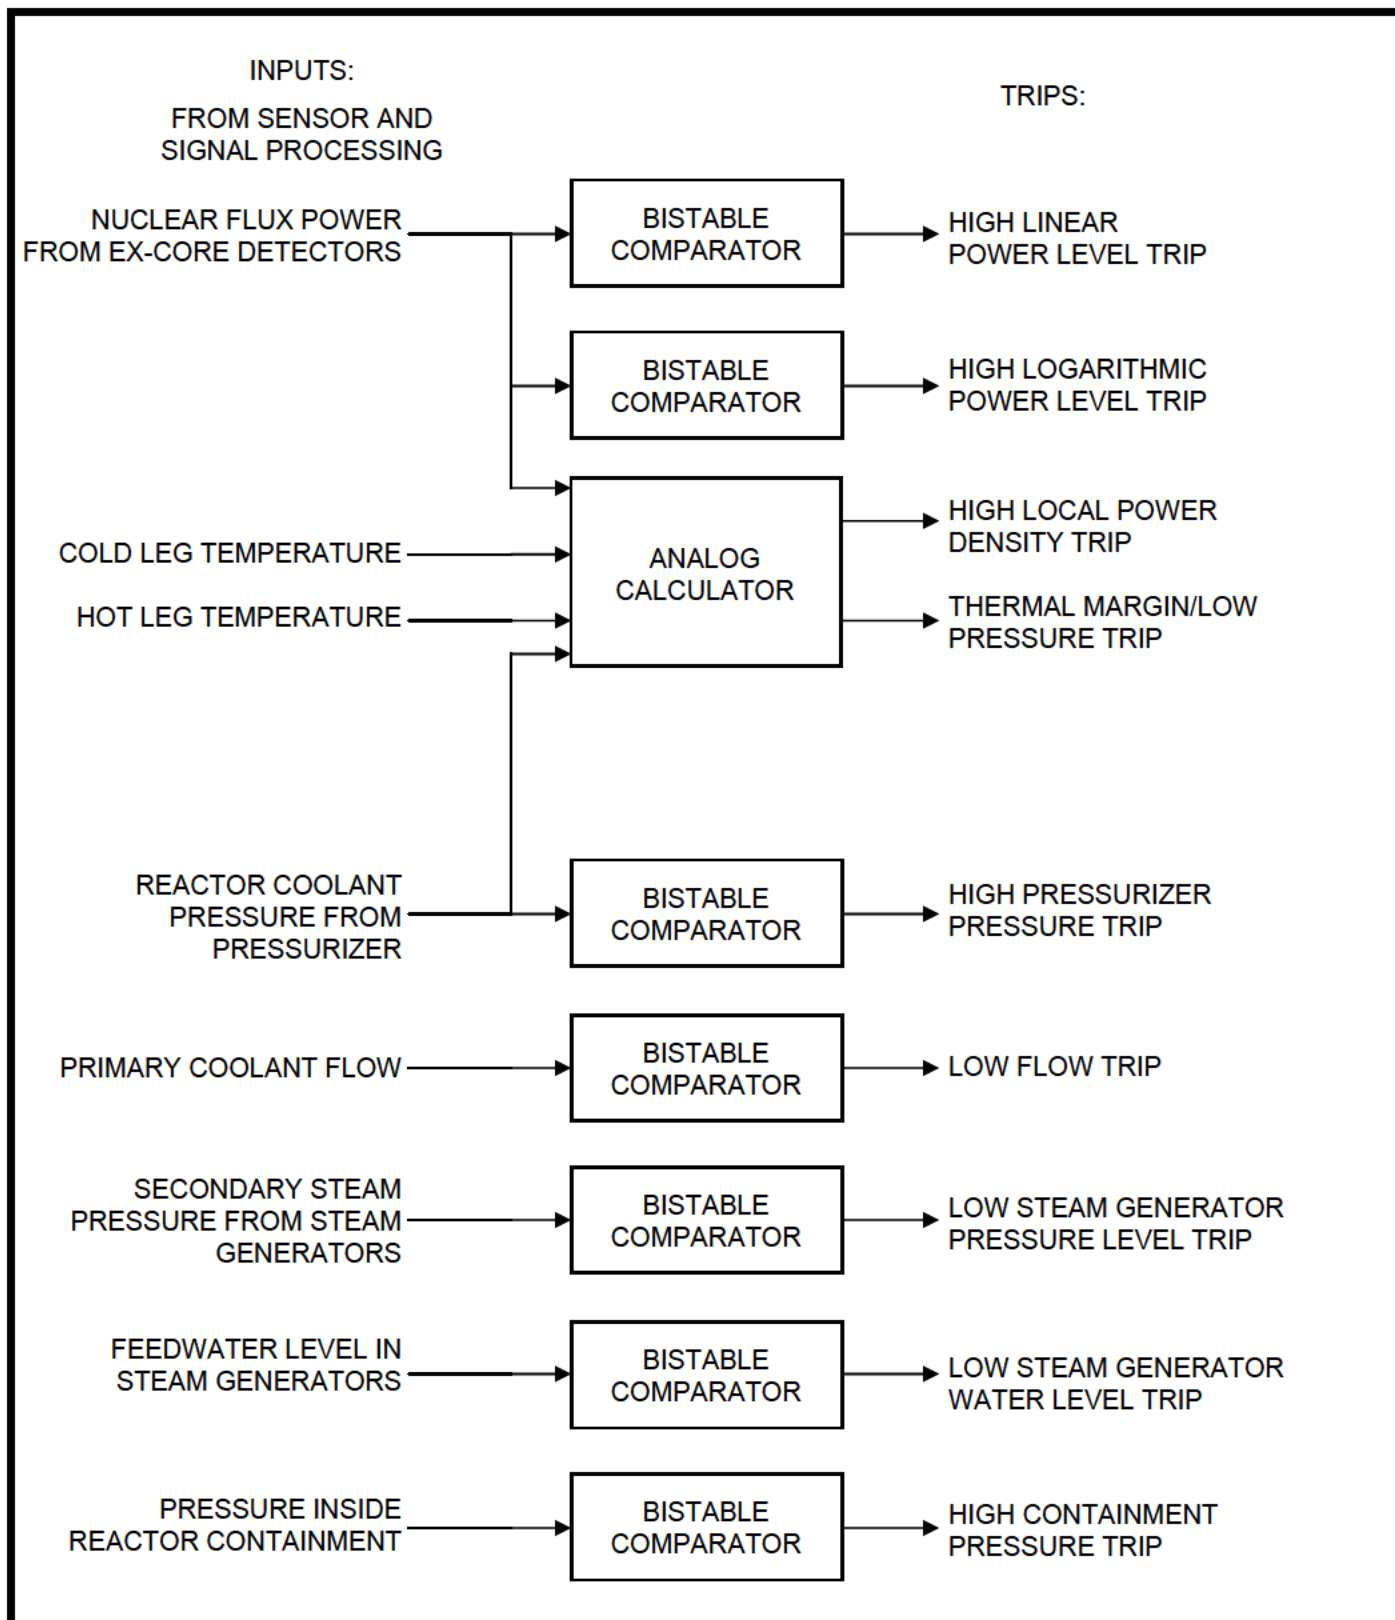 INPUTS:
FROM SENSOR AND
SIGNAL PROCESSING
TRIPS:
NUCLEAR FLUX POWER
FROM EX-CORE DETECTORS
BISTABLE
COMPARATOR
HIGH LINEAR
POWER LEVEL TRIP
BISTABLE
COMPARATOR
HIGH LOGARITHMIC
POWER LEVEL TRIP
COLD LEG TEMPERATURE
HOT LEG TEMPERATURE
ANALOG
CALCULATOR
HIGH LOCAL POWER
DENSITY TRIP
THERMAL MARGIN/LOW
PRESSURE TRIP
REACTOR COOLANT
PRESSURE FROM
PRESSURIZER
BISTABLE
COMPARATOR
HIGH PRESSURIZER
PRESSURE TRIP
PRIMARY COOLANT FLOW
BISTABLE
COMPARATOR
LOW FLOW TRIP
SECONDARY STEAM
PRESSURE FROM STEAM
GENERATORS
BISTABLE
COMPARATOR
LOW STEAM GENERATOR
PRESSURE LEVEL TRIP
FEEDWATER LEVEL IN
STEAM GENERATORS
BISTABLE
COMPARATOR
LOW STEAM GENERATOR
WATER LEVEL TRIP
PRESSURE INSIDE
REACTOR CONTAINMENT
BISTABLE
COMPARATOR
HIGH CONTAINMENT
PRESSURE TRIP